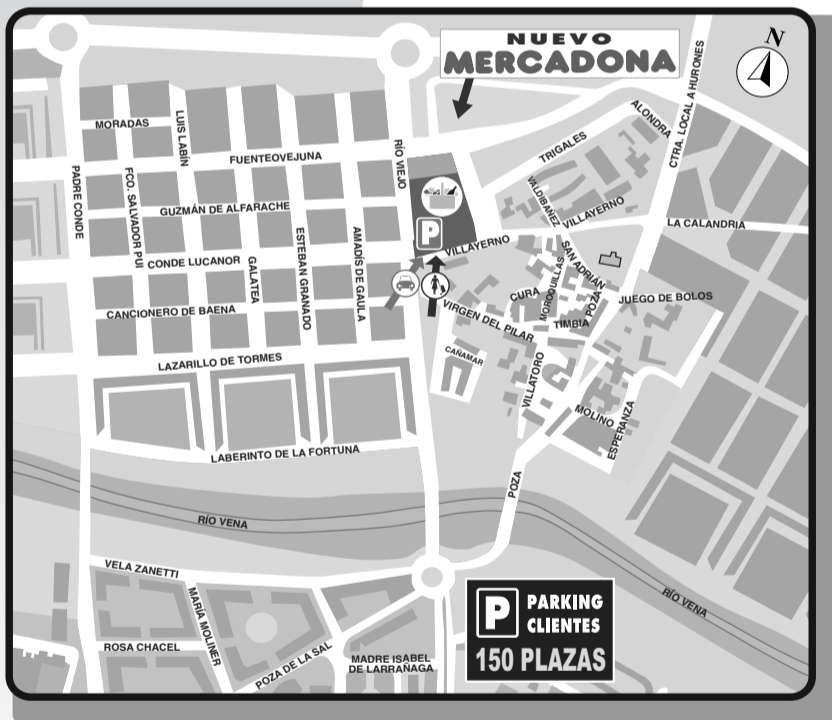 NUEVO
MERCADONA
N
CTRA. LOCAL A HURONES
ALONDRA
TRIGALES
MORADAS
LUIS LABÍN
FUENTEOVEJUNA
RÍO VIEJO
PADRE CONDE
FOO. SALVADOR PUI
VALDIBAÑEZ
VILLAYERNO
GUZMÁN DE ALFARACHE
LA CALANDRIA
P
VILLAYERNO
SAN ADRIÁN
CONDE LUCANOR
GALATEA
ESTEBAN GRANADO
AMADÍS DE GAULA
MOROQUILLAS
CURA
POZA
JUEGO DE BOLOS
CANCIONERO DE BAENA
VIRGEN DEL PILAR
TIMBIA
LAZARILLO DE TORMES
CAÑAMAR
VILLATORO
MOLINO
ESPERANZA
LABERINTO DE LA FORTUNA
POZA
RÍO VENA
RÍO VENA
VELA ZANETTI
MARÍA MOLINER
ROSA CHACEL
POZA DE LA SAL
MADRE ISABEL
DE LARRAÑAGA
P PARKING
CLIENTES
150 PLAZAS